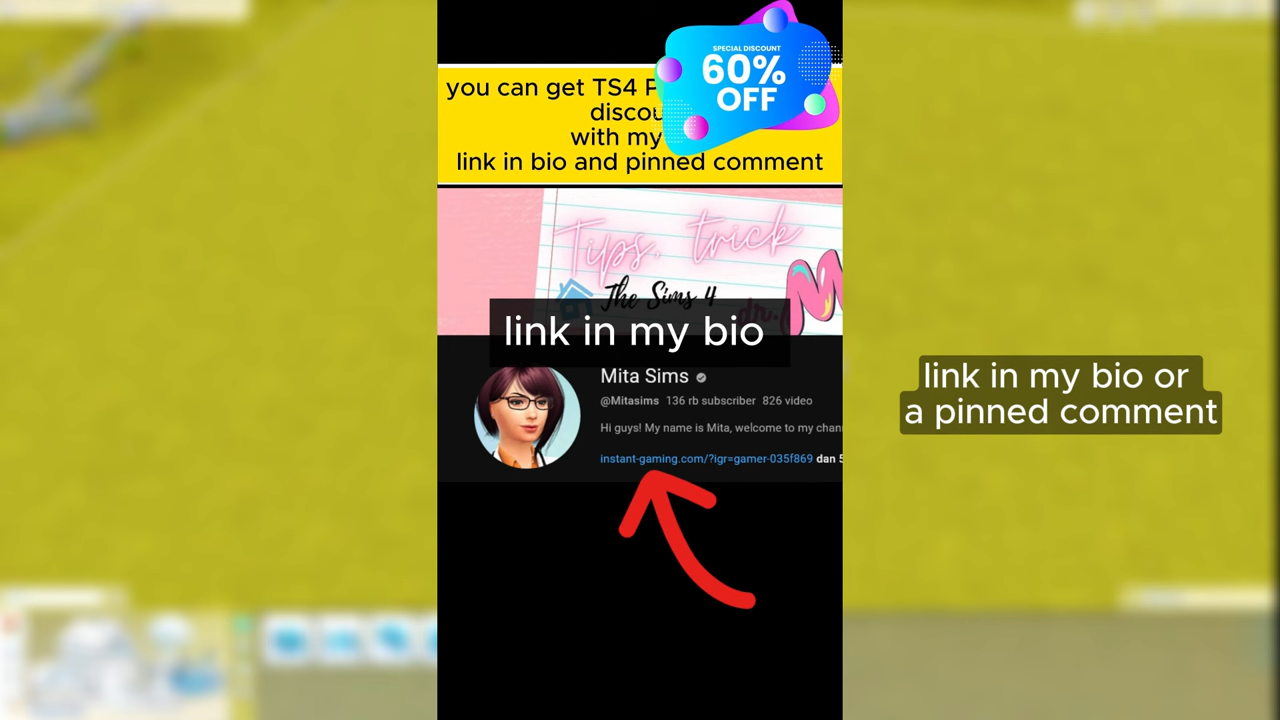 SPECIAL DISCOUNT
60%
OFF
you can get TS4
discou
with my
link in bio and pinned comment
Tips, trick
The Sims 4
dr.
M
link in my bio
Mita Sims
@Mitasims 136 rb subscriber 826 video
Hi guys! My name is Mita, welcome to my chan
instant-gaming.com/?igr=gamer-035f869 dan 5
link in my bio or
a pinned comment